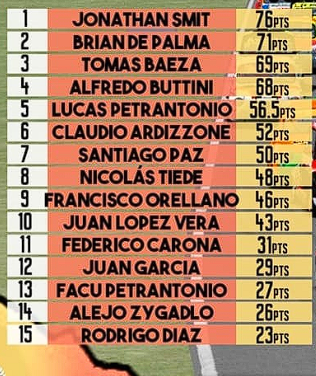 1 JONATHAN SMIT 76PTS
2 BRIAN DE PALMA 71PTS
3 TOMAS BAEZA 69PTS
4 ALFREDO BUTTINI 68PTS
5 LUCAS PETRANTONIO 56.5PTS
6 CLAUDIO ARDIZZONE 52PTS
7 SANTIAGO PAZ 50PTS
8 NICOLÁS TIEDE 48PTS
9 FRANCISCO ORELLANO 46PTS
10 JUAN LOPEZ VERA 43PTS
11 FEDERICO CARONA 31PTS
12 JUAN GARCIA 29PTS
13 FACU PETRANTONIO 27PTS
14 ALEJO ZYGADLO 26PTS
15 RODRIGO DIAZ 23PTS